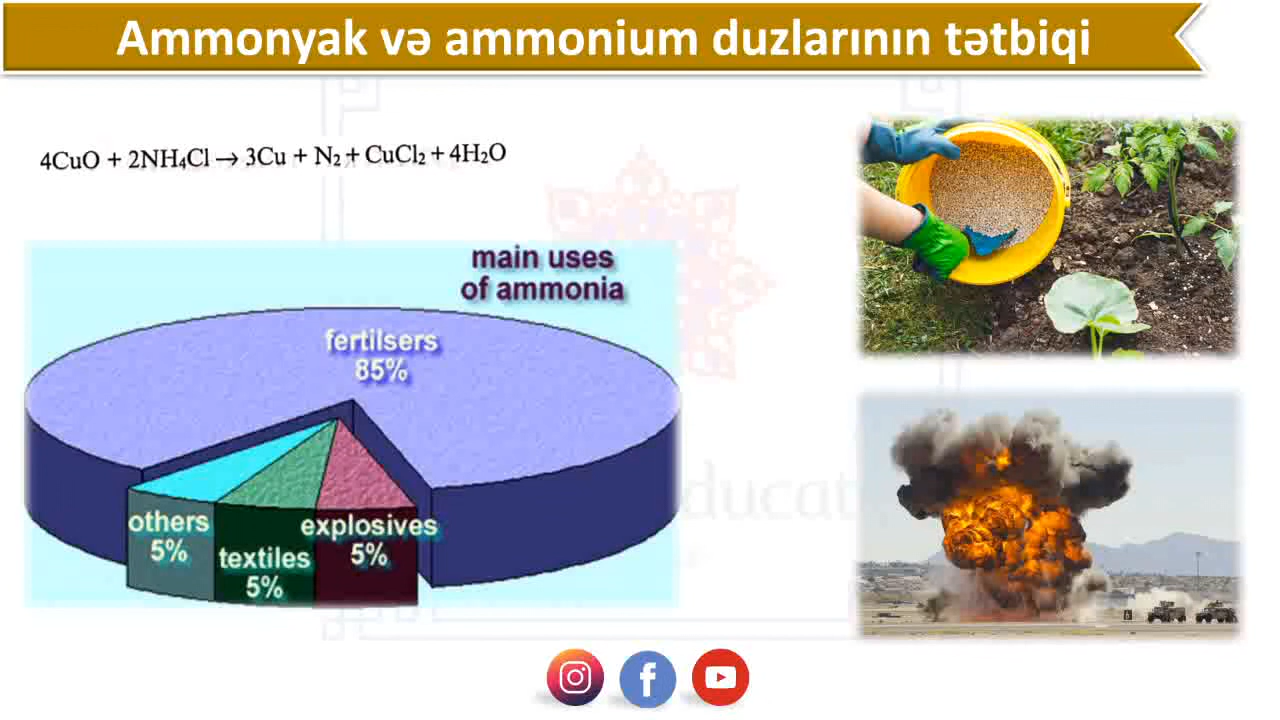 Ammonyak və ammonium duzlarının tətbiqi
4CuO + 2NH₄Cl → 3Cu + N₂ + CuCl₂ + 4H₂O
main uses
of ammonia
fertilsers
85%
others
5%
textiles
5%
explosives
5%
ducat